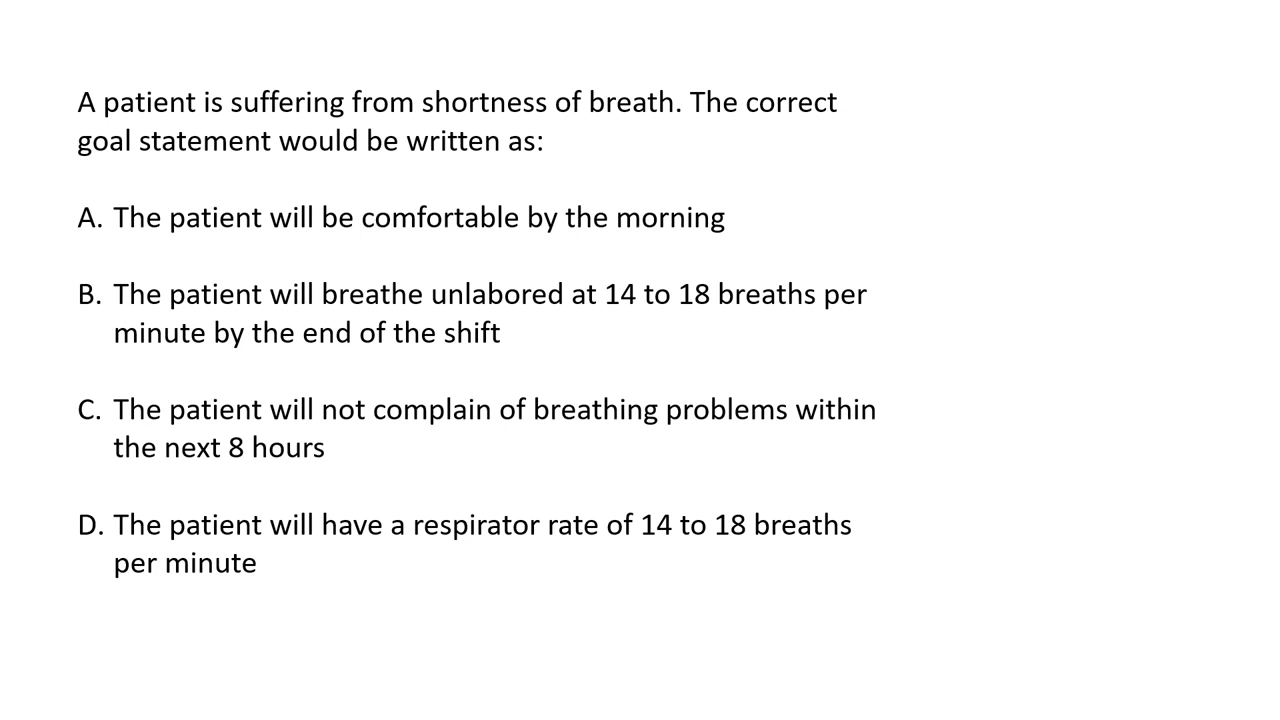 A patient is suffering from shortness of breath. The correct
goal statement would be written as:
A. The patient will be comfortable by the morning
B. The patient will breathe unlabored at 14 to 18 breaths per
minute by the end of the shift
C. The patient will not complain of breathing problems within
the next 8 hours
D. The patient will have a respirator rate of 14 to 18 breaths
per minute